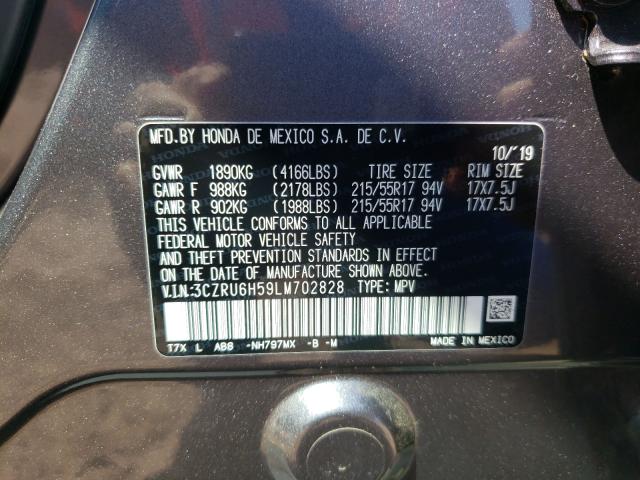 MFD.BY HONDA DE MEXICO S.A. DE C.V.
10/'19
GVWR 1890KG (4166LBS) TIRE SIZE RIM SIZE
GAWR F 988KG (2178LBS) 215/55R17 94V 17X7.5J
GAWR R 902KG (1988LBS) 215/55R17 94V 17X7.5J
THIS VEHICLE CONFORMS TO ALL APPLICABLE
FEDERAL MOTOR VEHICLE SAFETY
AND THEFT PREVENTION STANDARDS IN EFFECT
ON THE DATE OF MANUFACTURE SHOWN ABOVE.
V.I.N:3CZRU6H59LM702828 TYPE: MPV
T7X L AB8 -NH797MX -B -M MADE IN MEXICO